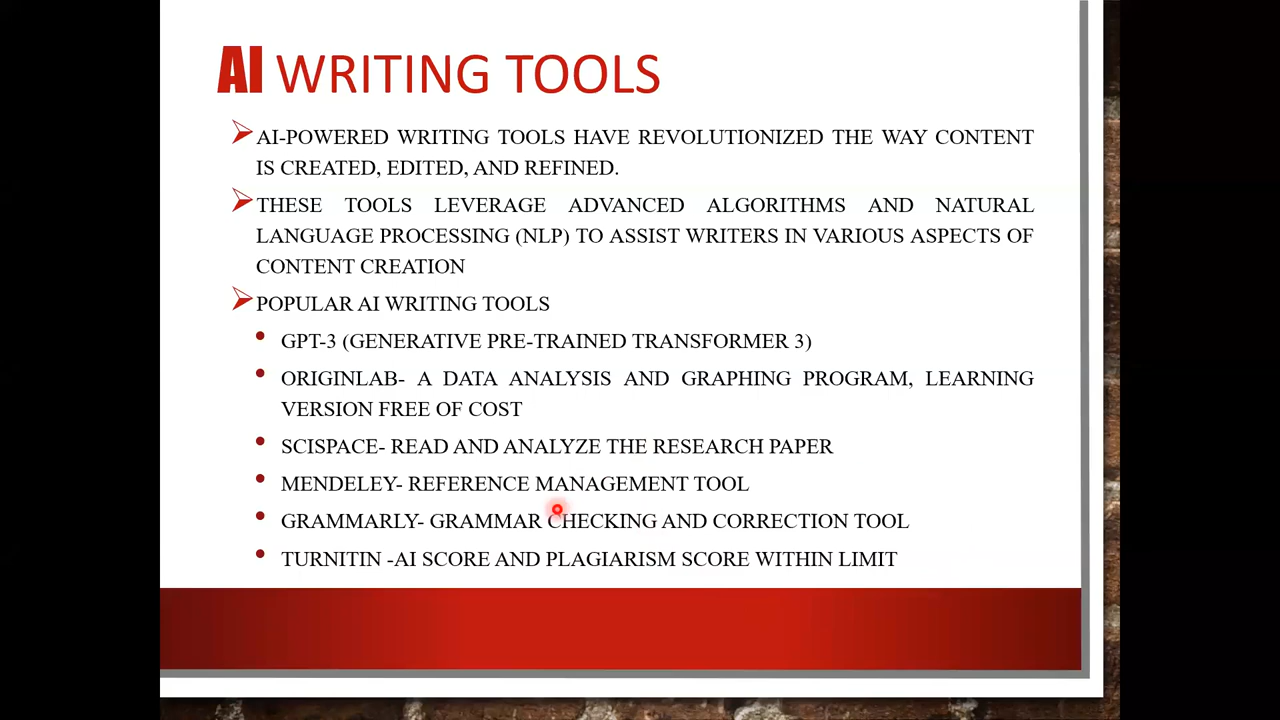 AI WRITING TOOLS
AI-POWERED WRITING TOOLS HAVE REVOLUTIONIZED THE WAY CONTENT
IS CREATED, EDITED, AND REFINED.
THESE TOOLS LEVERAGE ADVANCED ALGORITHMS AND NATURAL
LANGUAGE PROCESSING (NLP) TO ASSIST WRITERS IN VARIOUS ASPECTS OF
CONTENT CREATION
POPULAR AI WRITING TOOLS
GPT-3 (GENERATIVE PRE-TRAINED TRANSFORMER 3)
ORIGINLAB- A DATA ANALYSIS AND GRAPHING PROGRAM, LEARNING
VERSION FREE OF COST
SCISPACE- READ AND ANALYZE THE RESEARCH PAPER
MENDELEY- REFERENCE MANAGEMENT TOOL
GRAMMARLY- GRAMMAR CHECKING AND CORRECTION TOOL
TURNITIN -AI SCORE AND PLAGIARISM SCORE WITHIN LIMIT